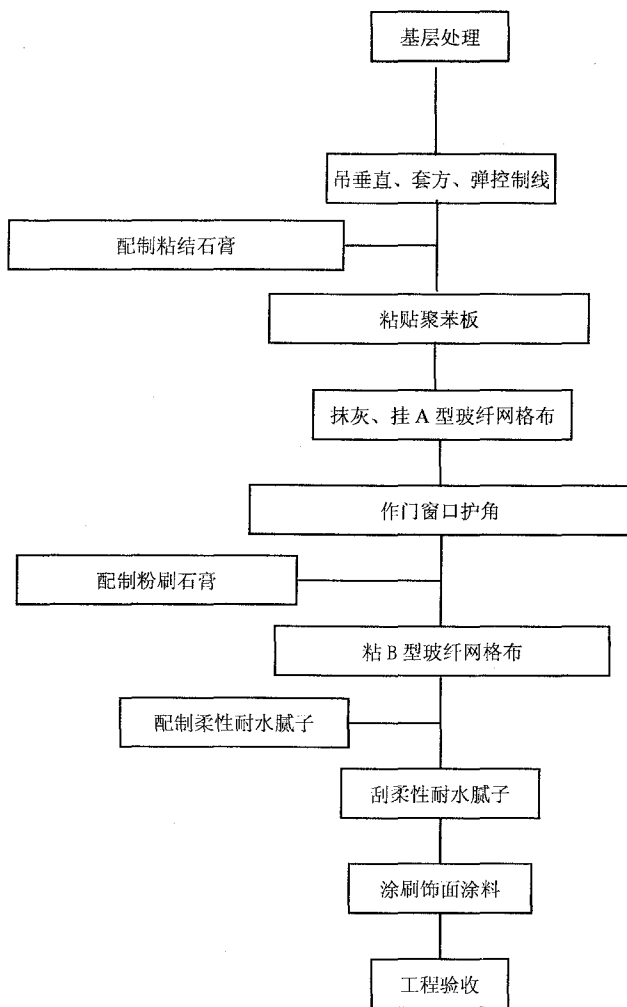 基层处理
吊垂直、套方、弹控制线
配制粘结石膏
粘贴聚苯板
抹灰、挂A型玻纤网格布
作门窗口护角
配制粉刷石膏
粘B型玻纤网格布
配制柔性耐水腻子
刮柔性耐水腻子
涂刷饰面涂料
工程验收